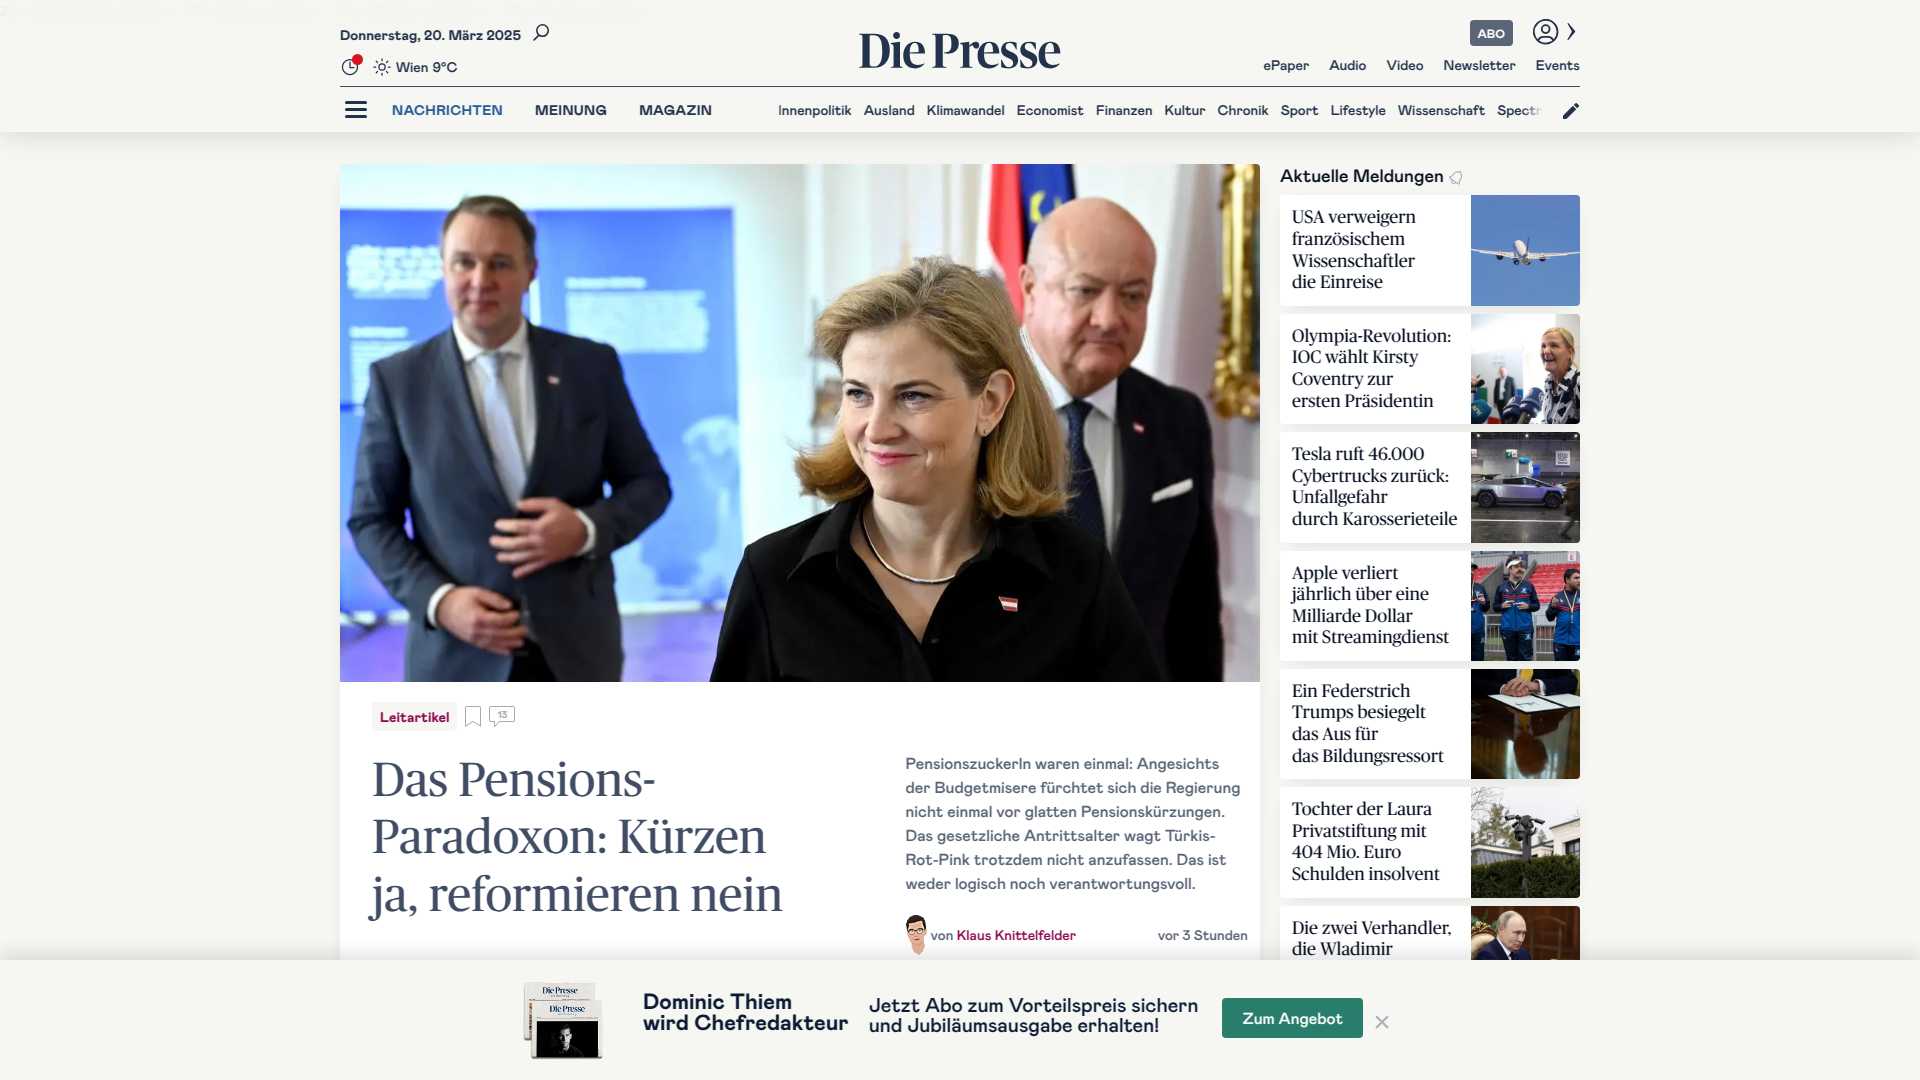 Donnerstag, 20. März 2025
Wien 9°C
Die Presse
ABO
ePaper Audio Video Newsletter Events
NACHRICHTEN MEINUNG MAGAZIN
Innenpolitik Ausland Klimawandel Economist Finanzen Kultur Chronik Sport Lifestyle Wissenschaft Spectr
Leitartikel
13
Das Pensions-
Paradoxon: Kürzen
ja, reformieren nein
Pensionszuckerln waren einmal: Angesichts
der Budgetmisere fürchtet sich die Regierung
nicht einmal vor glatten Pensionskürzungen.
Das gesetzliche Antrittsalter wagt Türkis-
Rot-Pink trotzdem nicht anzufassen. Das ist
weder logisch noch verantwortungsvoll.
von Klaus Knittelfelder
vor 3 Stunden
Aktuelle Meldungen
USA verweigern
französischem
Wissenschaftler
die Einreise
Olympia-Revolution:
IOC wählt Kirsty
Coventry zur
ersten Präsidentin
Tesla ruft 46.000
Cybertrucks zurück:
Unfallgefahr
durch Karosserieteile
Apple verliert
jährlich über eine
Milliarde Dollar
mit Streamingdienst
Ein Federstrich
Trumps besiegelt
das Aus für
das Bildungsressort
Tochter der Laura
Privatstiftung mit
404 Mio. Euro
Schulden insolvent
Die zwei Verhandler,
die Wladimir
Die Presse
Die Presse
Dominic Thiem
wird Chefredakteur
Jetzt Abo zum Vorteilspreis sichern
und Jubiläumsausgabe erhalten!
Zum Angebot